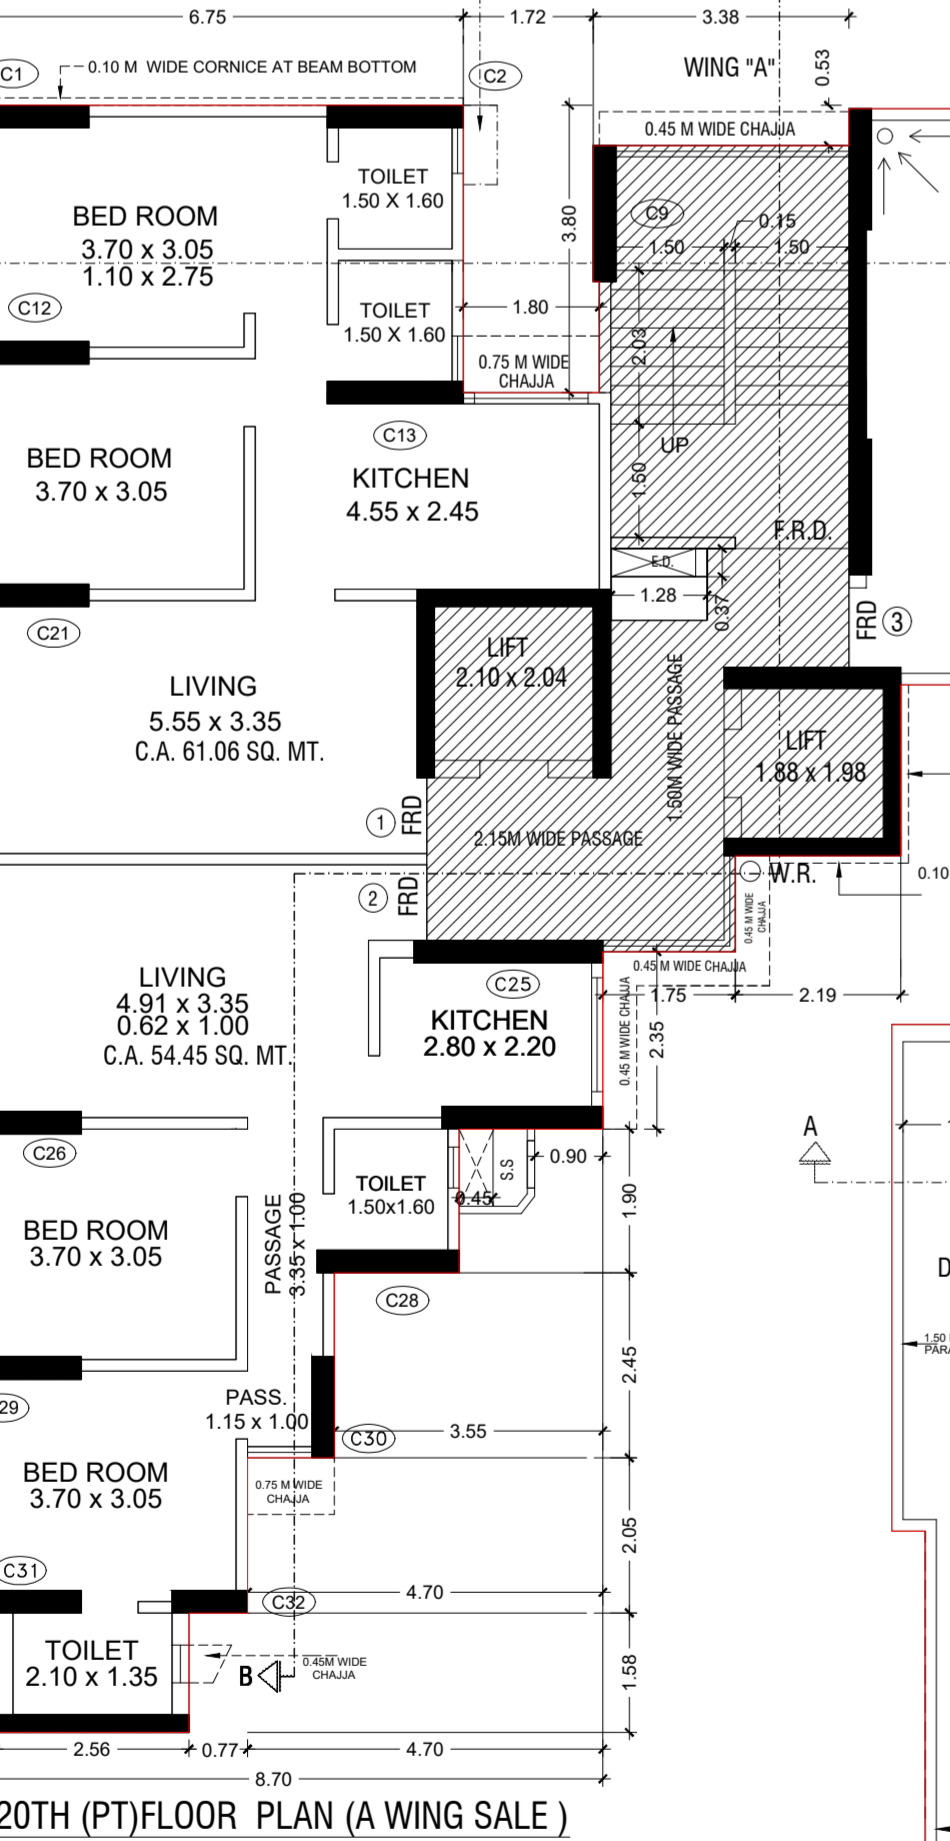 6.75
1.72
3.38
WING "A"
0.53
C1
0.10 M WIDE CORNICE AT BEAM BOTTOM
C2
0.45 M WIDE CHAJJA
TOILET
1.50 X 1.60
BED ROOM
3.70 x 3.05
1.10 x 2.75
3.80
C9
0.15
1.50
1.50
C12
TOILET
1.50 X 1.60
1.80
2.03
0.75 M WIDE
CHAJJA
C13
UP
BED ROOM
3.70 x 3.05
KITCHEN
4.55 x 2.45
1.50
F.R.D.
E.D.
1.28
0.37
FRD
3
C21
LIFT
2.10 x 2.04
LIVING
5.55 x 3.35
C.A. 61.06 SQ. MT.
1.50M WIDE PASSAGE
LIFT
1.88 x 1.98
1
FRD
2.15M WIDE PASSAGE
2
FRD
W.R.
0.10
0.45 M WIDE
CHAJJA
0.45 M WIDE CHAJJA
LIVING
4.91 x 3.35
0.62 x 1.00
C.A. 54.45 SQ. MT.
C25
KITCHEN
2.80 x 2.20
0.45 M WIDE CHAJJA
1.75
2.19
2.35
A
C26
S.S
0.90
TOILET
1.50x1.60
0.45
1.90
BED ROOM
3.70 x 3.05
PASSAGE
3.35 x 1.00
D
C28
1.50
PARA
2.45
29
PASS.
1.15 x 1.00
C30
3.55
BED ROOM
3.70 x 3.05
0.75 M WIDE
CHAJJA
2.05
C31
4.70
C32
TOILET
2.10 x 1.35
B
0.45M WIDE
CHAJJA
1.58
2.56
0.77
4.70
8.70
20TH (PT)FLOOR PLAN (A WING SALE )